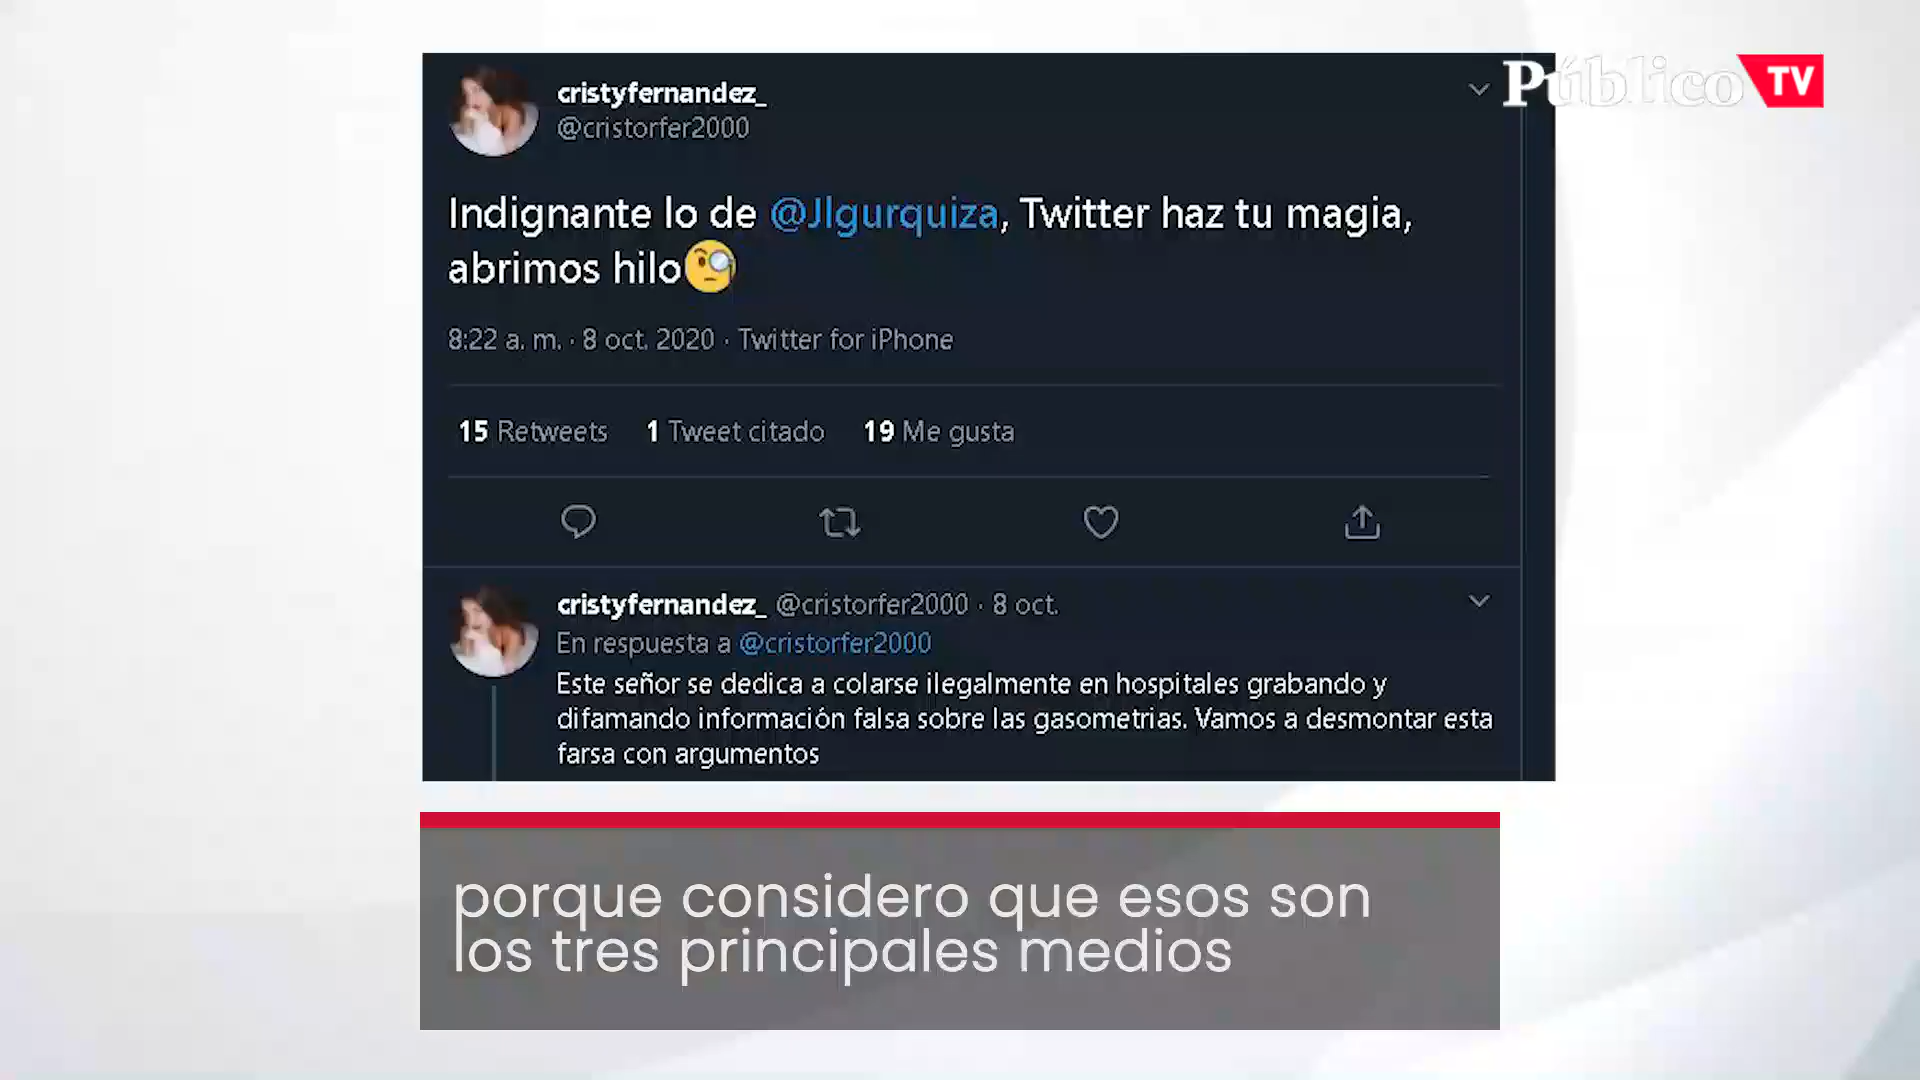 Público TV
cristyfernandez_
@cristorfer2000
Indignante lo de @Jlgurquiza, Twitter haz tu magia,
abrimos hilo🧐
8:22 a. m. · 8 oct. 2020 · Twitter for iPhone
15 Retweets 1 Tweet citado 19 Me gusta
cristyfernandez_ @cristorfer2000 · 8 oct.
En respuesta a @cristorfer2000
Este señor se dedica a colarse ilegalmente en hospitales grabando y
difamando información falsa sobre las gasometrias. Vamos a desmontar esta
farsa con argumentos
porque considero que esos son
los tres principales medios